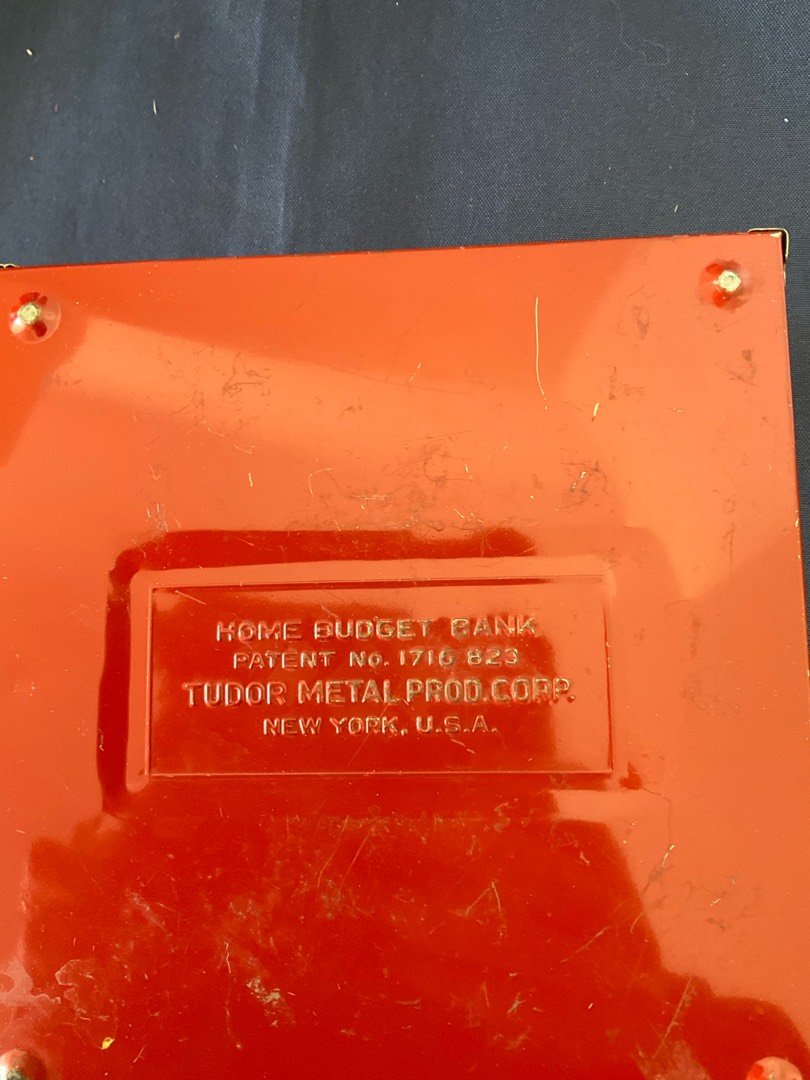 HOME BUDGET BANK
PATENT No. 1716 823
TUDOR METAL PROD. CORP.
NEW YORK, U.S.A.